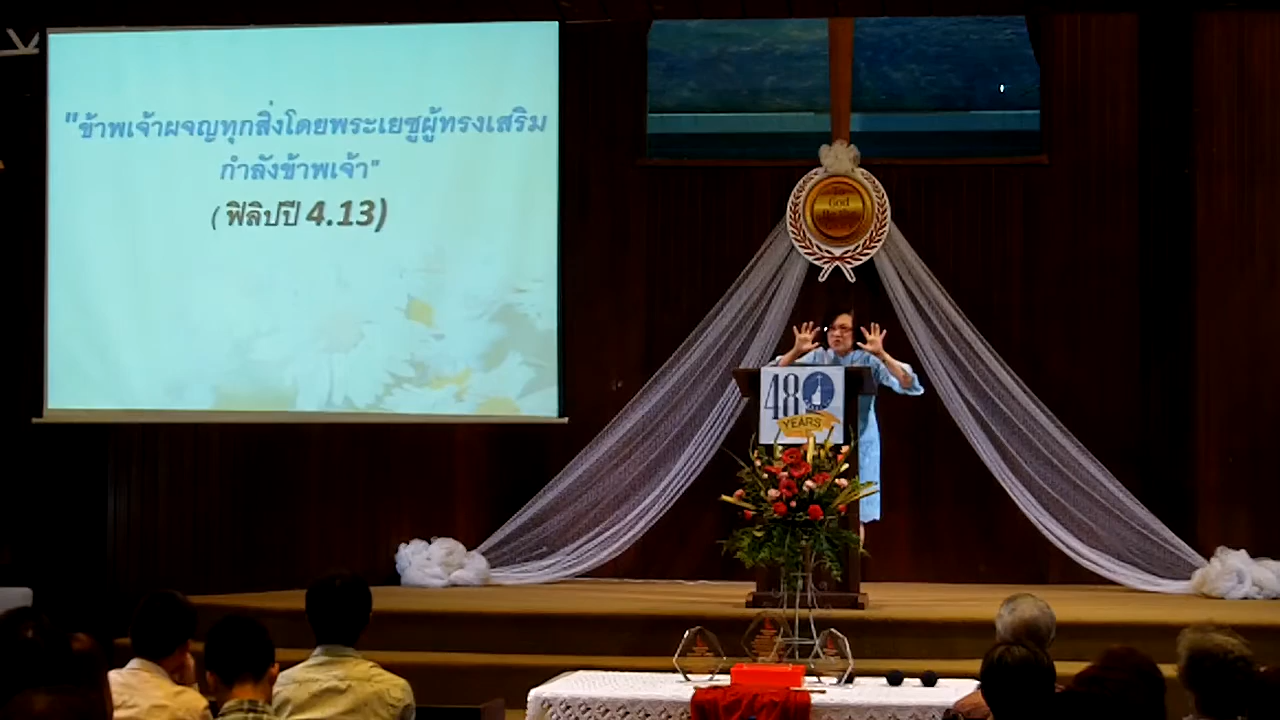 "ข้าพเจ้าผจญทุกสิ่งโดยพระเยซูผู้ทรงเสริม
กำลังข้าพเจ้า"
( ฟิลิปปี 4.13)
God
48
YEARS